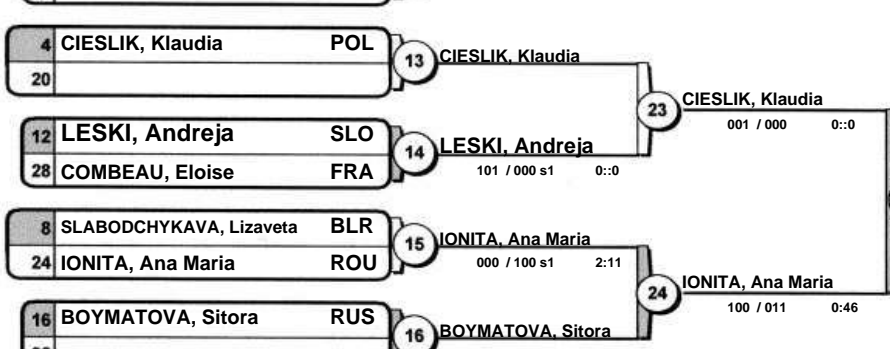 4 CIESLIK, Klaudia POL
20
13 CIESLIK, Klaudia
12 LESKI, Andreja SLO
28 COMBEAU, Eloise FRA
14 LESKI, Andreja
101 / 000 s1 0::0
23 CIESLIK, Klaudia
001 / 000 0::0
8 SLABODCHYKAVA, Lizaveta BLR
24 IONITA, Ana Maria ROU
15 IONITA, Ana Maria
000 / 100 s1 2:11
16 BOYMATOVA, Sitora RUS
16 BOYMATOVA, Sitora
24 IONITA, Ana Maria
100 / 011 0:46